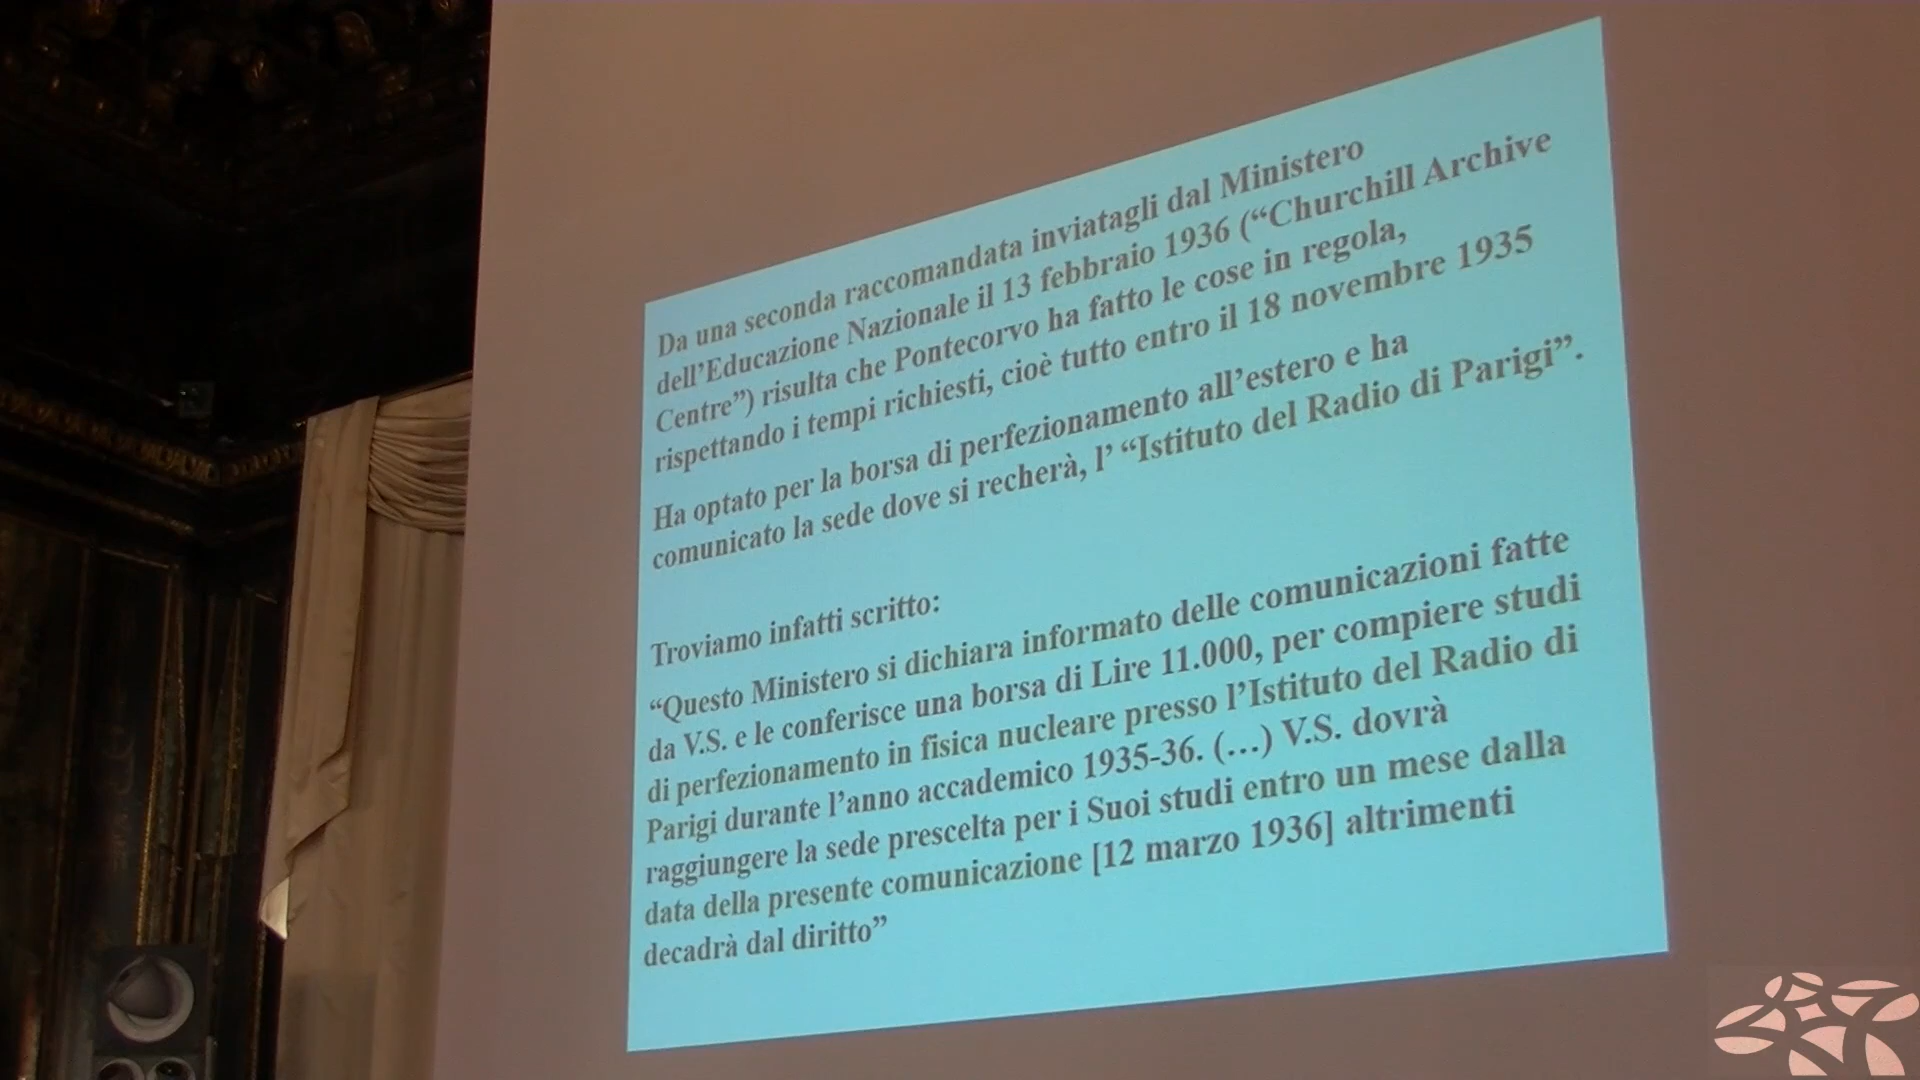 Da una seconda raccomandata inviatagli dal Ministero
dell’Educazione Nazionale il 13 febbraio 1936 (“Churchill Archive
Centre”) risulta che Pontecorvo ha fatto le cose in regola,
rispettando i tempi richiesti, cioè tutto entro il 18 novembre 1935
Ha optato per la borsa di perfezionamento all’estero e ha
comunicato la sede dove si recherà, l’ “Istituto del Radio di Parigi”.
Troviamo infatti scritto:
“Questo Ministero si dichiara informato delle comunicazioni fatte
da V.S. e le conferisce una borsa di Lire 11.000, per compiere studi
di perfezionamento in fisica nucleare presso l’Istituto del Radio di
Parigi durante l’anno accademico 1935-36. (…) V.S. dovrà
raggiungere la sede prescelta per i Suoi studi entro un mese dalla
data della presente comunicazione [12 marzo 1936] altrimenti
decadrà dal diritto”